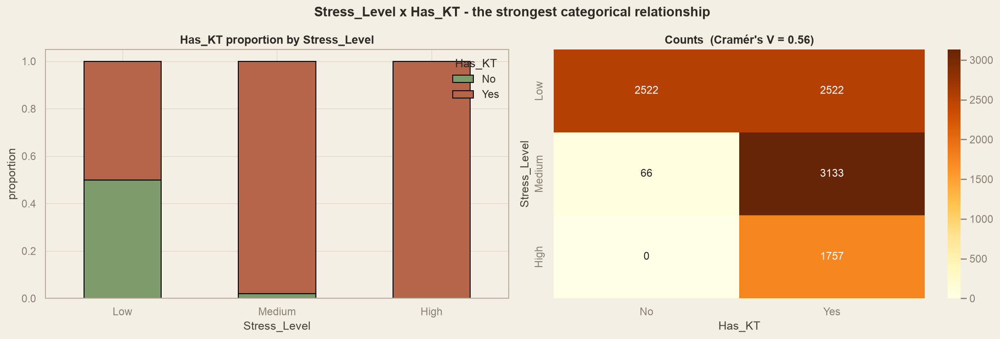 Stress_Level x Has_KT - the strongest categorical relationship
Has_KT proportion by Stress_Level
proportion
1.0
0.8
0.6
0.4
0.2
0.0
Has_KT
No
Yes
Low
Medium
High
Stress_Level
Counts  (Cramér's V = 0.56)
Stress_Level
Low
Medium
High
2522
2522
66
3133
0
1757
No
Yes
Has_KT
3000
2500
2000
1500
1000
500
0